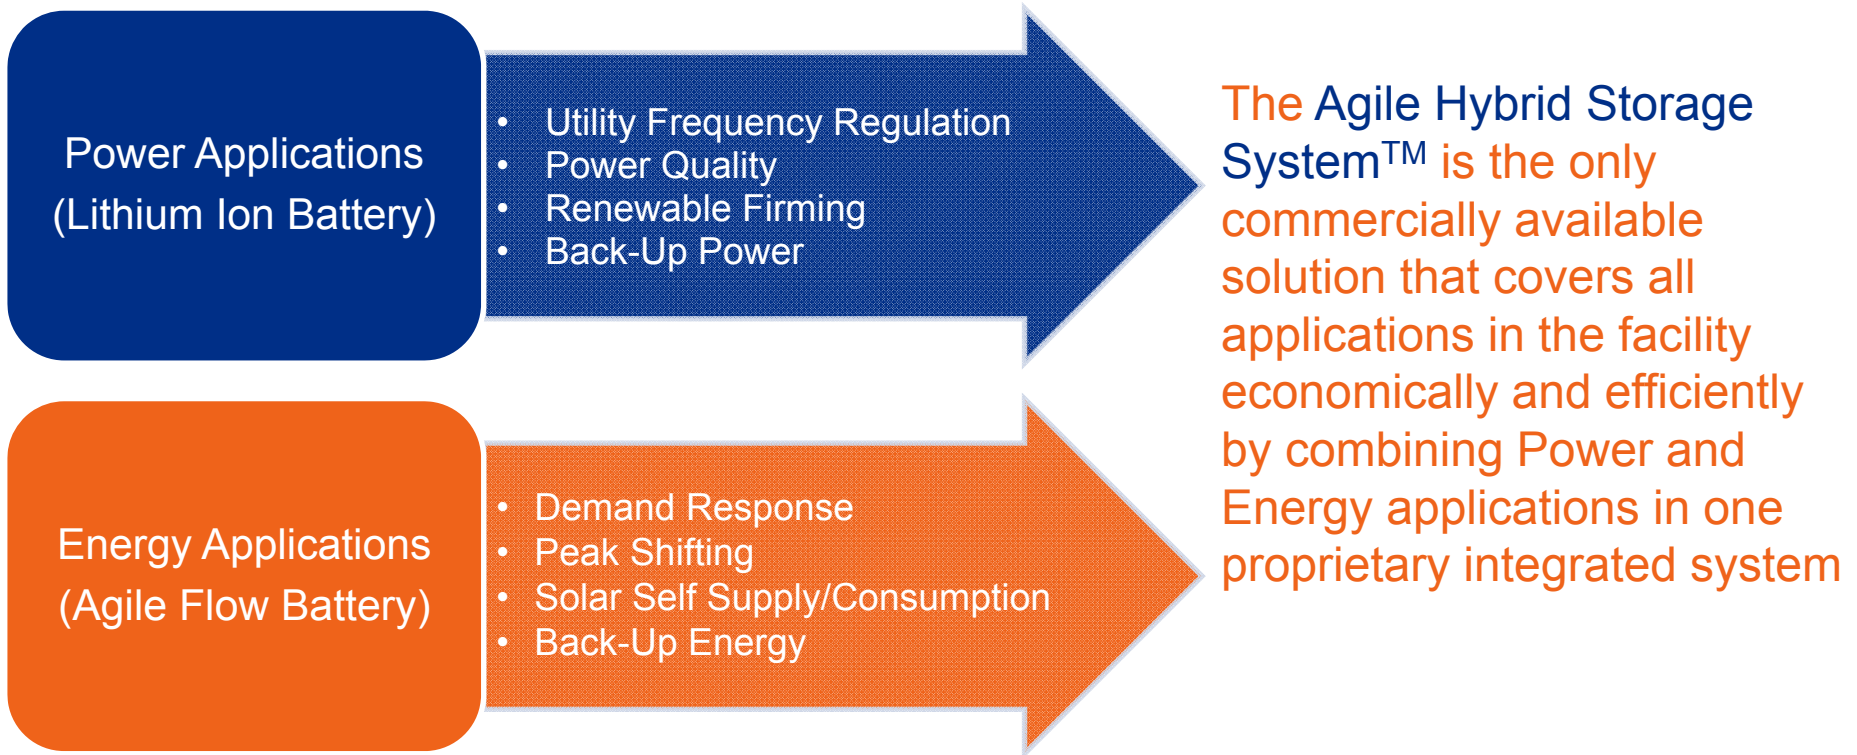 Power Applications
(Lithium Ion Battery)
• Utility Frequency Regulation
• Power Quality
• Renewable Firming
• Back-Up Power
Energy Applications
(Agile Flow Battery)
• Demand Response
• Peak Shifting
• Solar Self Supply/Consumption
• Back-Up Energy
The Agile Hybrid Storage
System™ is the only
commercially available
solution that covers all
applications in the facility
economically and efficiently
by combining Power and
Energy applications in one
proprietary integrated system